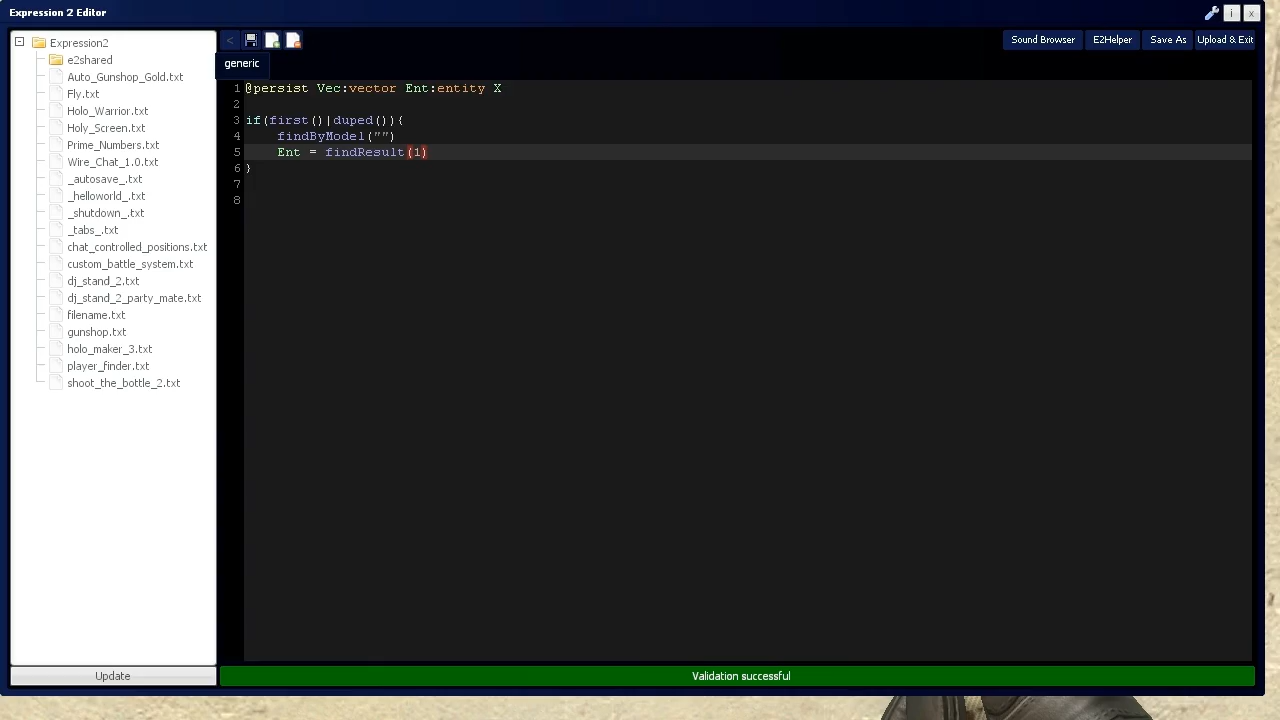 Expression 2 Editor
i
x
Expression2
e2shared
Auto_Gunshop_Gold.txt
Fly.txt
Holo_Warrior.txt
Holy_Screen.txt
Prime_Numbers.txt
Wire_Chat_1.0.txt
_autosave_.txt
_helloworld_.txt
_shutdown_.txt
_tabs_.txt
chat_controlled_positions.txt
custom_battle_system.txt
dj_stand_2.txt
dj_stand_2_party_mate.txt
filename.txt
gunshop.txt
holo_maker_3.txt
player_finder.txt
shoot_the_bottle_2.txt
Update
<
Sound Browser
E2Helper
Save As
Upload & Exit
generic
1 @persist Vec:vector Ent:entity X
2
3 if(first()|duped()){
4 findByModel("")
5 Ent = findResult(1)
6 }
7
8
Validation successful